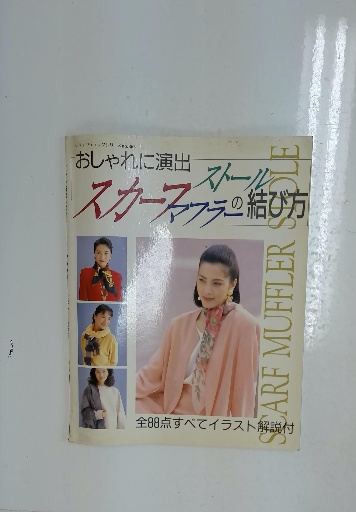 おしゃれに演出
スカーフ
ストール
マフラーの結び方
SCARF MUFFLER STOLE
全88点すべてイラスト解説付